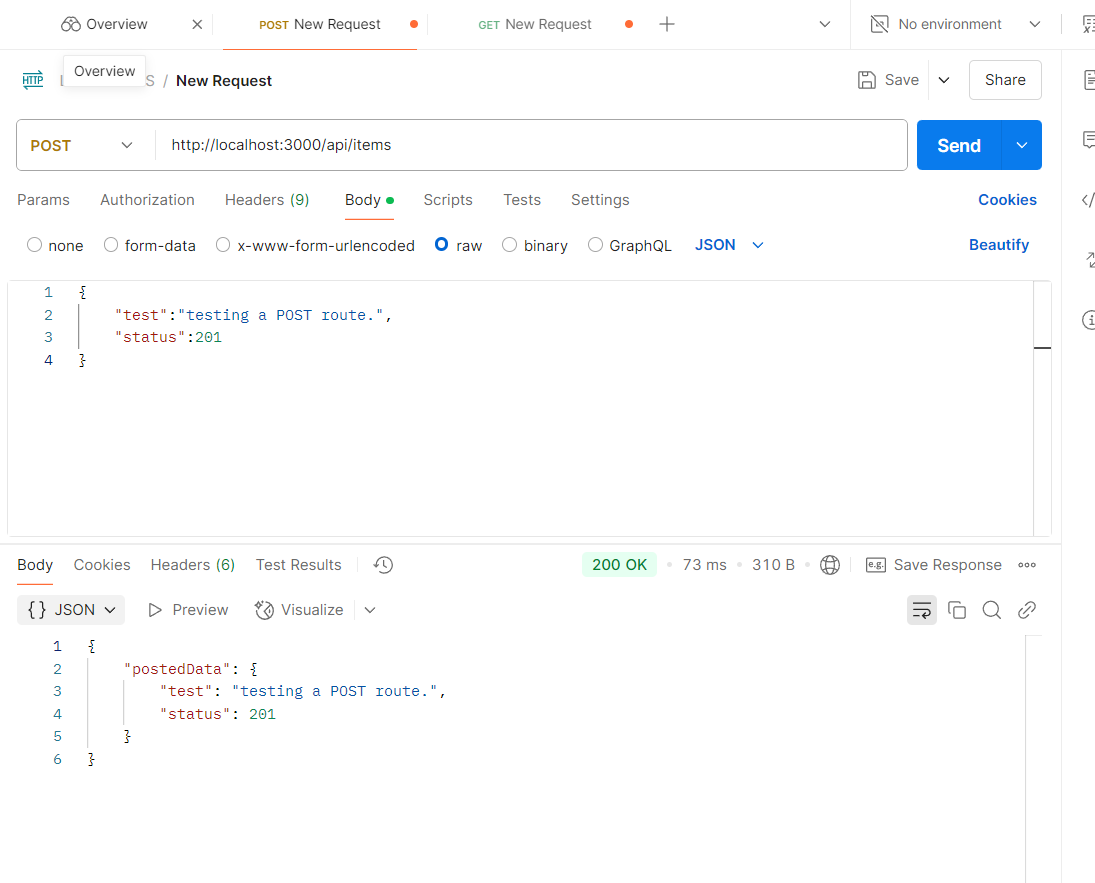 Overview POST New Request GET New Request No environment
HTTP Overview S / New Request Save Share
POST http://localhost:3000/api/items Send
Params Authorization Headers (9) Body Scripts Tests Settings Cookies
none form-data x-www-form-urlencoded raw binary GraphQL JSON Beautify
1 {
2 "test":"testing a POST route.",
3 "status":201
4 }
Body Cookies Headers (6) Test Results 200 OK 73 ms 310 B e.g. Save Response
{} JSON Preview Visualize
1 {
2 "postedData": {
3 "test": "testing a POST route.",
4 "status": 201
5 }
6 }